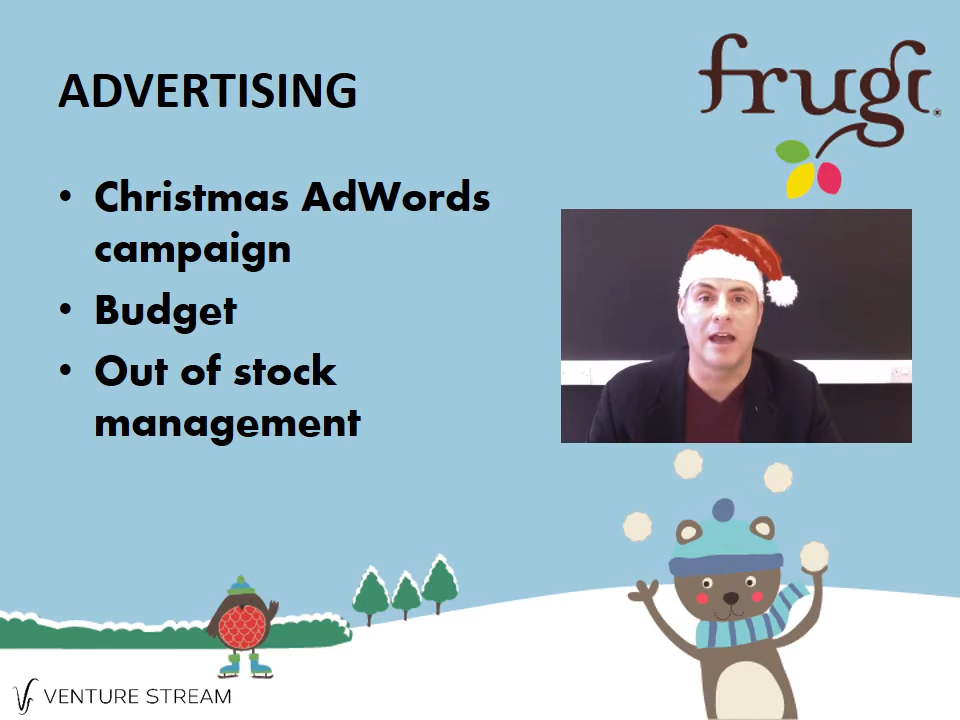 ADVERTISING
frugi
®
• Christmas AdWords
campaign
• Budget
• Out of stock
management
VENTURE STREAM